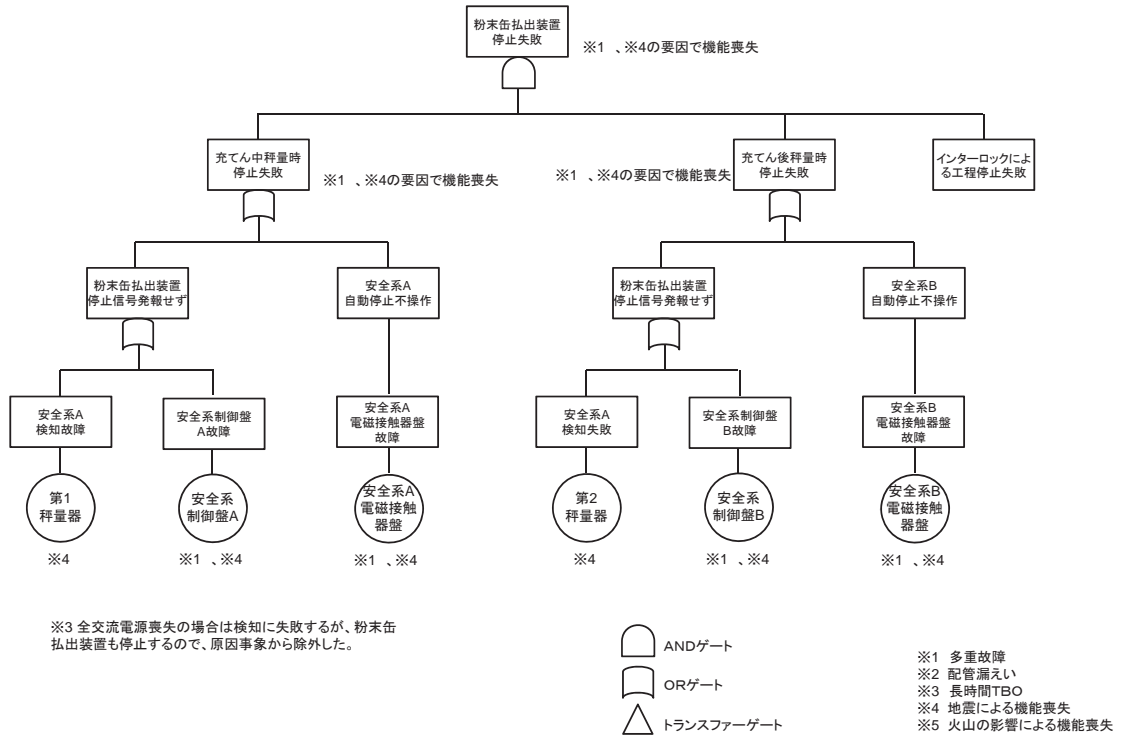 粉末缶払出装置
停止失敗
※1 、※4の要因で機能喪失
充てん中秤量時
停止失敗
※1 、※4の要因で機能喪失
※1 、※4の要因で機能喪失
充てん後秤量時
停止失敗
インターロックによ
る工程停止失敗
粉末缶払出装置
停止信号発報せず
安全系A
自動停止不操作
粉末缶払出装置
停止信号発報せず
安全系B
自動停止不操作
安全系A
検知故障
安全系制御盤
A故障
安全系A
電磁接触器盤
故障
安全系A
検知失敗
安全系制御盤
B故障
安全系B
電磁接触器盤
故障
第1
秤量器
安全系
制御盤A
安全系A
電磁接触
器盤
第2
秤量器
安全系
制御盤B
安全系B
電磁接触
器盤
※4
※1 、※4
※1 、※4
※4
※1 、※4
※1 、※4
※3 全交流電源喪失の場合は検知に失敗するが、粉末缶
払出装置も停止するので、原因事象から除外した。
ANDゲート
ORゲート
トランスファーゲート
※1 多重故障
※2 配管漏えい
※3 長時間TBO
※4 地震による機能喪失
※5 火山の影響による機能喪失